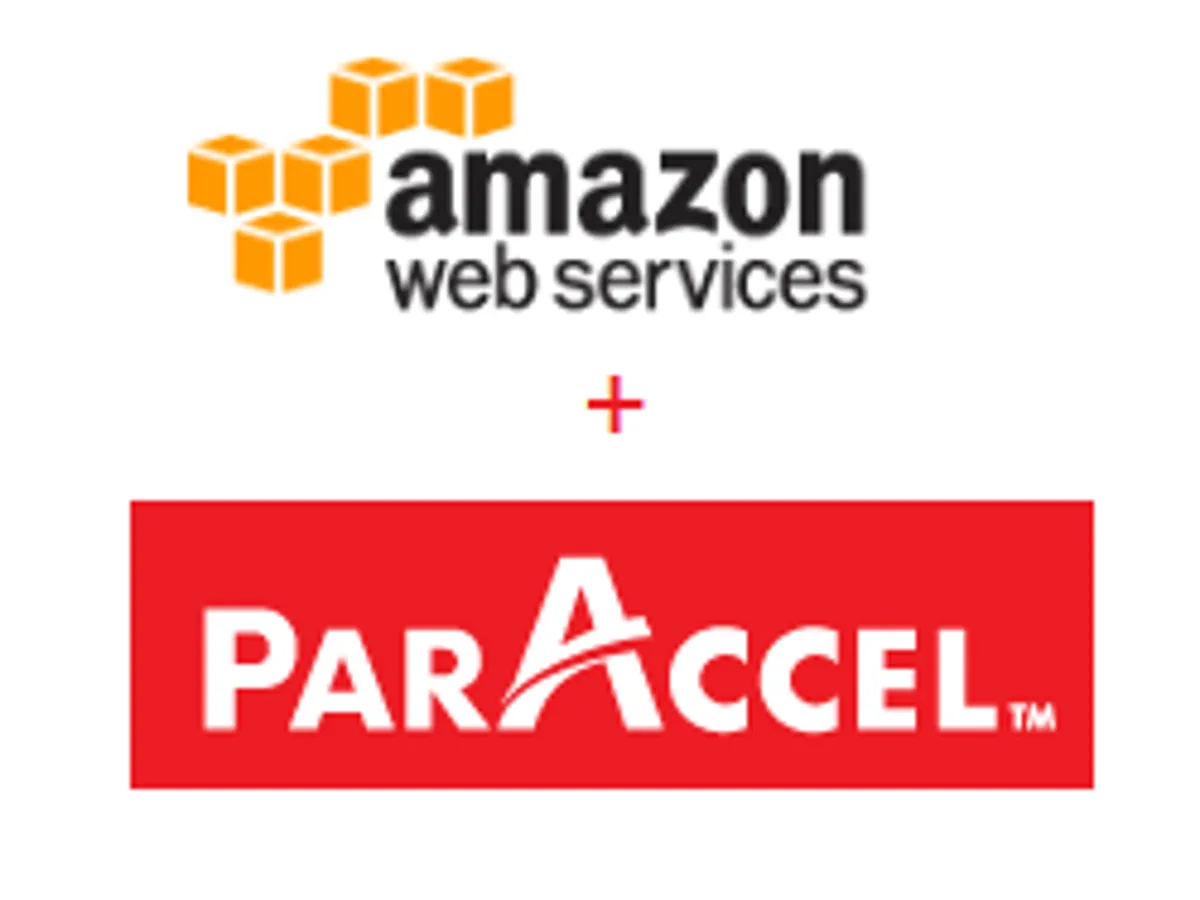 amazon
web services
+
PARACCEL™